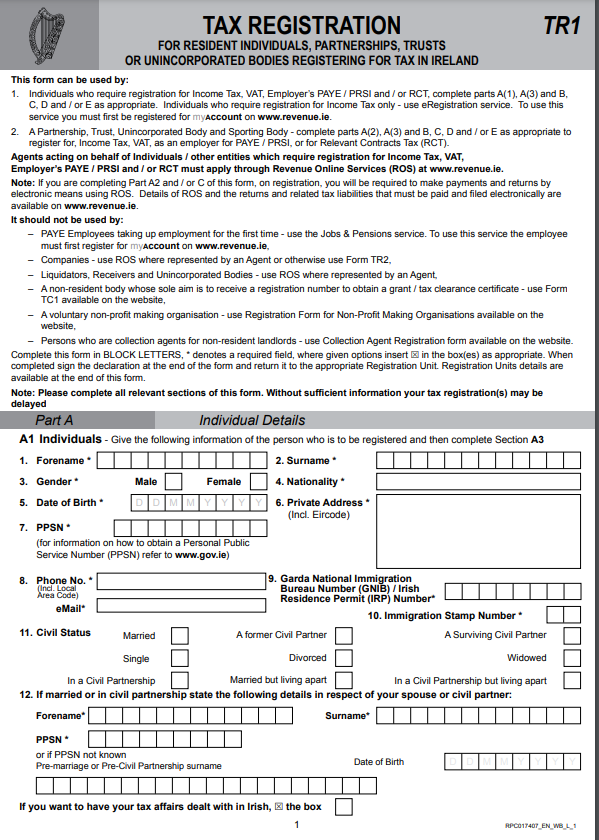 TAX REGISTRATION
TR1
FOR RESIDENT INDIVIDUALS, PARTNERSHIPS, TRUSTS
OR UNINCORPORATED BODIES REGISTERING FOR TAX IN IRELAND
This form can be used by:
1. Individuals who require registration for Income Tax, VAT, Employer's PAYE / PRSI and / or RCT, complete parts A(1), A(3) and B,
C, D and / or E as appropriate. Individuals who require registration for Income Tax only - use eRegistration service. To use this
service you must first be registered for myAccount on www.revenue.ie.
2. A Partnership, Trust, Unincorporated Body and Sporting Body - complete parts A(2), A(3) and B, C, D and / or E as appropriate to
register for, Income Tax, VAT, as an employer for PAYE / PRSI, or for Relevant Contracts Tax (RCT).
Agents acting on behalf of Individuals / other entities which require registration for Income Tax, VAT,
Employer's PAYE / PRSI and / or RCT must apply through Revenue Online Services (ROS) at www.revenue.ie.
Note: If you are completing Part A2 and / or C of this form, on registration, you will be required to make payments and returns by
electronic means using ROS. Details of ROS and the returns and related tax liabilities that must be paid and filed electronically are
available on www.revenue.ie.
It should not be used by:
– PAYE Employees taking up employment for the first time - use the Jobs & Pensions service. To use this service the employee
must first register for myAccount on www.revenue.ie,
– Companies - use ROS where represented by an Agent or otherwise use Form TR2,
– Liquidators, Receivers and Unincorporated Bodies - use ROS where represented by an Agent,
– A non-resident body whose sole aim is to receive a registration number to obtain a grant / tax clearance certificate - use Form
TC1 available on the website,
– A voluntary non-profit making organisation - use Registration Form for Non-Profit Making Organisations available on the
website,
– Persons who are collection agents for non-resident landlords - use Collection Agent Registration form available on the website.
Complete this form in BLOCK LETTERS, * denotes a required field, where given options insert ☒ in the box(es) as appropriate. When
completed sign the declaration at the end of the form and return it to the appropriate Registration Unit. Registration Units details are
available at the end of this form.
Note: Please complete all relevant sections of this form. Without sufficient information your tax registration(s) may be
delayed
Part A Individual Details
A1 Individuals - Give the following information of the person who is to be registered and then complete Section A3
1. Forename * 2. Surname *
3. Gender * Male Female 4. Nationality *
5. Date of Birth * D D M M Y Y Y Y 6. Private Address *
(Incl. Eircode)
7. PPSN *
(for information on how to obtain a Personal Public
Service Number (PPSN) refer to www.gov.ie)
8. Phone No. *
(Incl. Local
Area Code)
eMail*
9. Garda National Immigration
Bureau Number (GNIB) / Irish
Residence Permit (IRP) Number*
10. Immigration Stamp Number *
11. Civil Status Married A former Civil Partner A Surviving Civil Partner
Single Divorced Widowed
In a Civil Partnership Married but living apart In a Civil Partnership but living apart
12. If married or in civil partnership state the following details in respect of your spouse or civil partner:
Forename* Surname*
PPSN *
or if PPSN not known
Pre-marriage or Pre-Civil Partnership surname
Date of Birth D D M M Y Y Y Y
If you want to have your tax affairs dealt with in Irish, ☒ the box
1
RPC017407_EN_WB_L_1